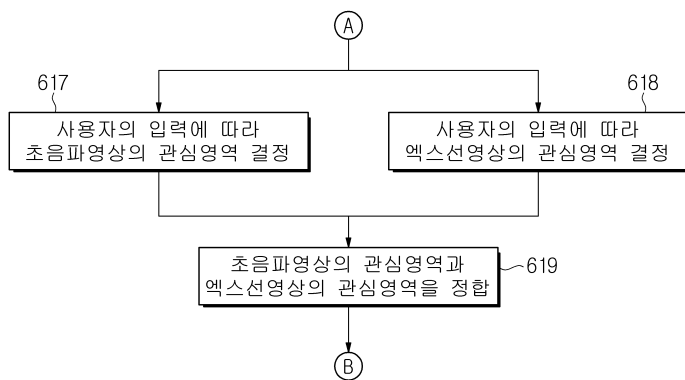 A
617
618
사용자의 입력에 따라
초음파영상의 관심영역 결정
사용자의 입력에 따라
엑스선영상의 관심영역 결정
초음파영상의 관심영역과
엑스선영상의 관심영역을 정합
619
B